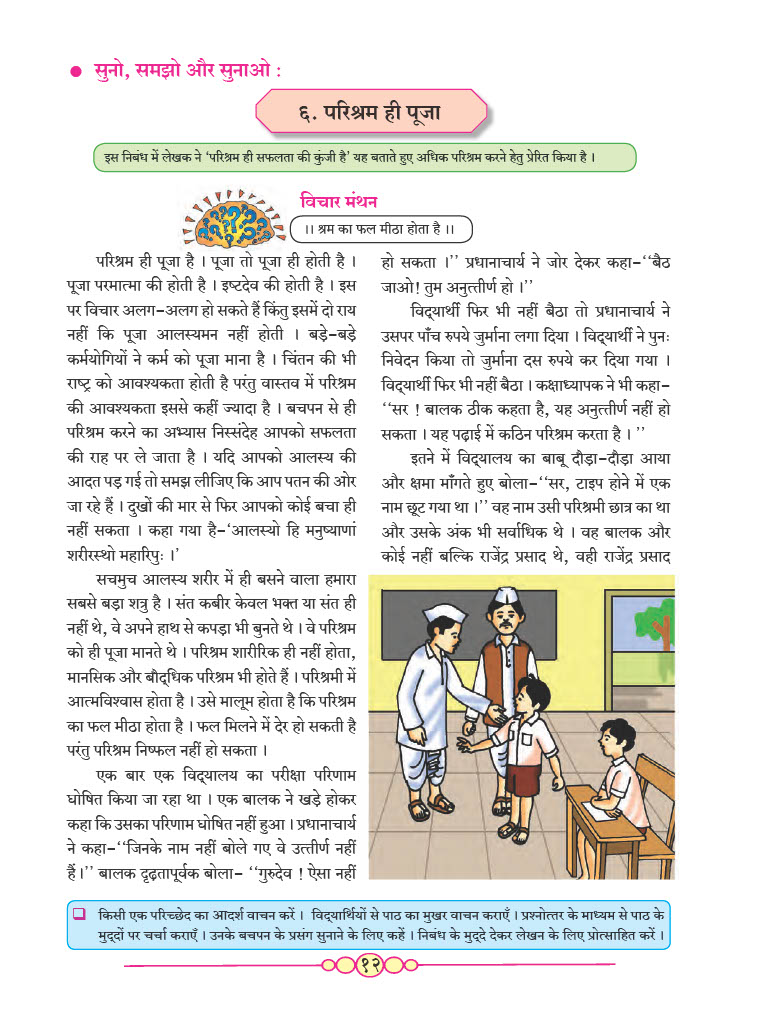 ● सुनो, समझो और सुनाओ :
६. परिश्रम ही पूजा
इस निबंध में लेखक ने ‘परिश्रम ही सफलता की कुंजी है’ यह बताते हुए अधिक परिश्रम करने हेतु प्रेरित किया है ।
विचार मंथन
।। श्रम का फल मीठा होता है ।।
परिश्रम ही पूजा है । पूजा तो पूजा ही होती है ।
पूजा परमात्मा की होती है । इष्टदेव की होती है । इस
पर विचार अलग-अलग हो सकते हैं किंतु इसमें दो राय
नहीं कि पूजा आलस्यमन नहीं होती । बड़े-बड़े
कर्मयोगियों ने कर्म को पूजा माना है । चिंतन की भी
राष्ट्र को आवश्यकता होती है परंतु वास्तव में परिश्रम
की आवश्यकता इससे कहीं ज्यादा है । बचपन से ही
परिश्रम करने का अभ्यास निस्संदेह आपको सफलता
की राह पर ले जाता है । यदि आपको आलस्य की
आदत पड़ गई तो समझ लीजिए कि आप पतन की ओर
जा रहे हैं । दुखों की मार से फिर आपको कोई बचा ही
नहीं सकता । कहा गया है-‘आलस्यो हि मनुष्याणां
शरीरस्थो महारिपुः ।’
सचमुच आलस्य शरीर में ही बसने वाला हमारा
सबसे बड़ा शत्रु है । संत कबीर केवल भक्त या संत ही
नहीं थे, वे अपने हाथ से कपड़ा भी बुनते थे । वे परिश्रम
को ही पूजा मानते थे । परिश्रम शारीरिक ही नहीं होता,
मानसिक और बौद्धिक परिश्रम भी होते हैं । परिश्रमी में
आत्मविश्वास होता है । उसे मालूम होता है कि परिश्रम
का फल मीठा होता है । फल मिलने में देर हो सकती है
परंतु परिश्रम निष्फल नहीं हो सकता ।
एक बार एक विद्यालय का परीक्षा परिणाम
घोषित किया जा रहा था । एक बालक ने खड़े होकर
कहा कि उसका परिणाम घोषित नहीं हुआ । प्रधानाचार्य
ने कहा-‘‘जिनके नाम नहीं बोले गए वे उत्तीर्ण नहीं
हैं ।’’ बालक दृढ़तापूर्वक बोला- ‘‘गुरुदेव ! ऐसा नहीं
हो सकता ।’’ प्रधानाचार्य ने जोर देकर कहा-‘‘बैठ
जाओ! तुम अनुत्तीर्ण हो ।’’
विद्यार्थी फिर भी नहीं बैठा तो प्रधानाचार्य ने
उसपर पाँच रुपये जुर्माना लगा दिया । विद्यार्थी ने पुनः
निवेदन किया तो जुर्माना दस रुपये कर दिया गया ।
विद्यार्थी फिर भी नहीं बैठा । कक्षाध्यापक ने भी कहा-
‘‘सर ! बालक ठीक कहता है, यह अनुत्तीर्ण नहीं हो
सकता । यह पढ़ाई में कठिन परिश्रम करता है । ’’
इतने में विद्यालय का बाबू दौड़ा-दौड़ा आया
और क्षमा माँगते हुए बोला-‘‘सर, टाइप होने में एक
नाम छूट गया था ।’’ वह नाम उसी परिश्रमी छात्र का था
और उसके अंक भी सर्वाधिक थे । वह बालक और
कोई नहीं बल्कि राजेंद्र प्रसाद थे, वही राजेंद्र प्रसाद
❑ किसी एक परिच्छेद का आदर्श वाचन करें । विद्यार्थियों से पाठ का मुखर वाचन कराएँ । प्रश्नोत्तर के माध्यम से पाठ के
मुद्दों पर चर्चा कराएँ । उनके बचपन के प्रसंग सुनाने के लिए कहें । निबंध के मुद्दे देकर लेखन के लिए प्रोत्साहित करें ।
१२